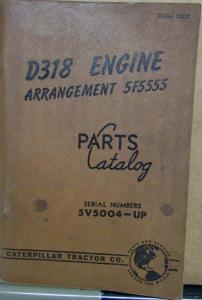 D318 ENGINE
ARRANGEMENT 5F5555
PARTS
Catalog
SERIAL NUMBERS
5V5004-UP
CATERPILLAR TRACTOR CO.